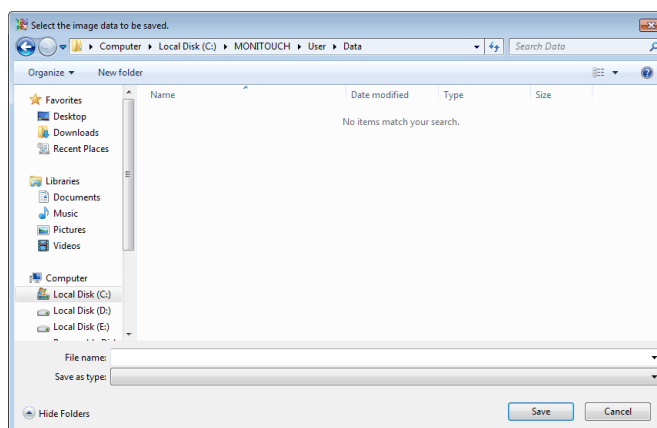 Select the image data to be saved.
Computer Local Disk (C:) MONITOUCH User Data Search Data
Organize New folder
Name Date modified Type Size
No items match your search.
Favorites
Desktop
Downloads
Recent Places
Libraries
Documents
Music
Pictures
Videos
Computer
Local Disk (C:)
Local Disk (D:)
Local Disk (E:)
File name:
Save as type:
Hide Folders Save Cancel